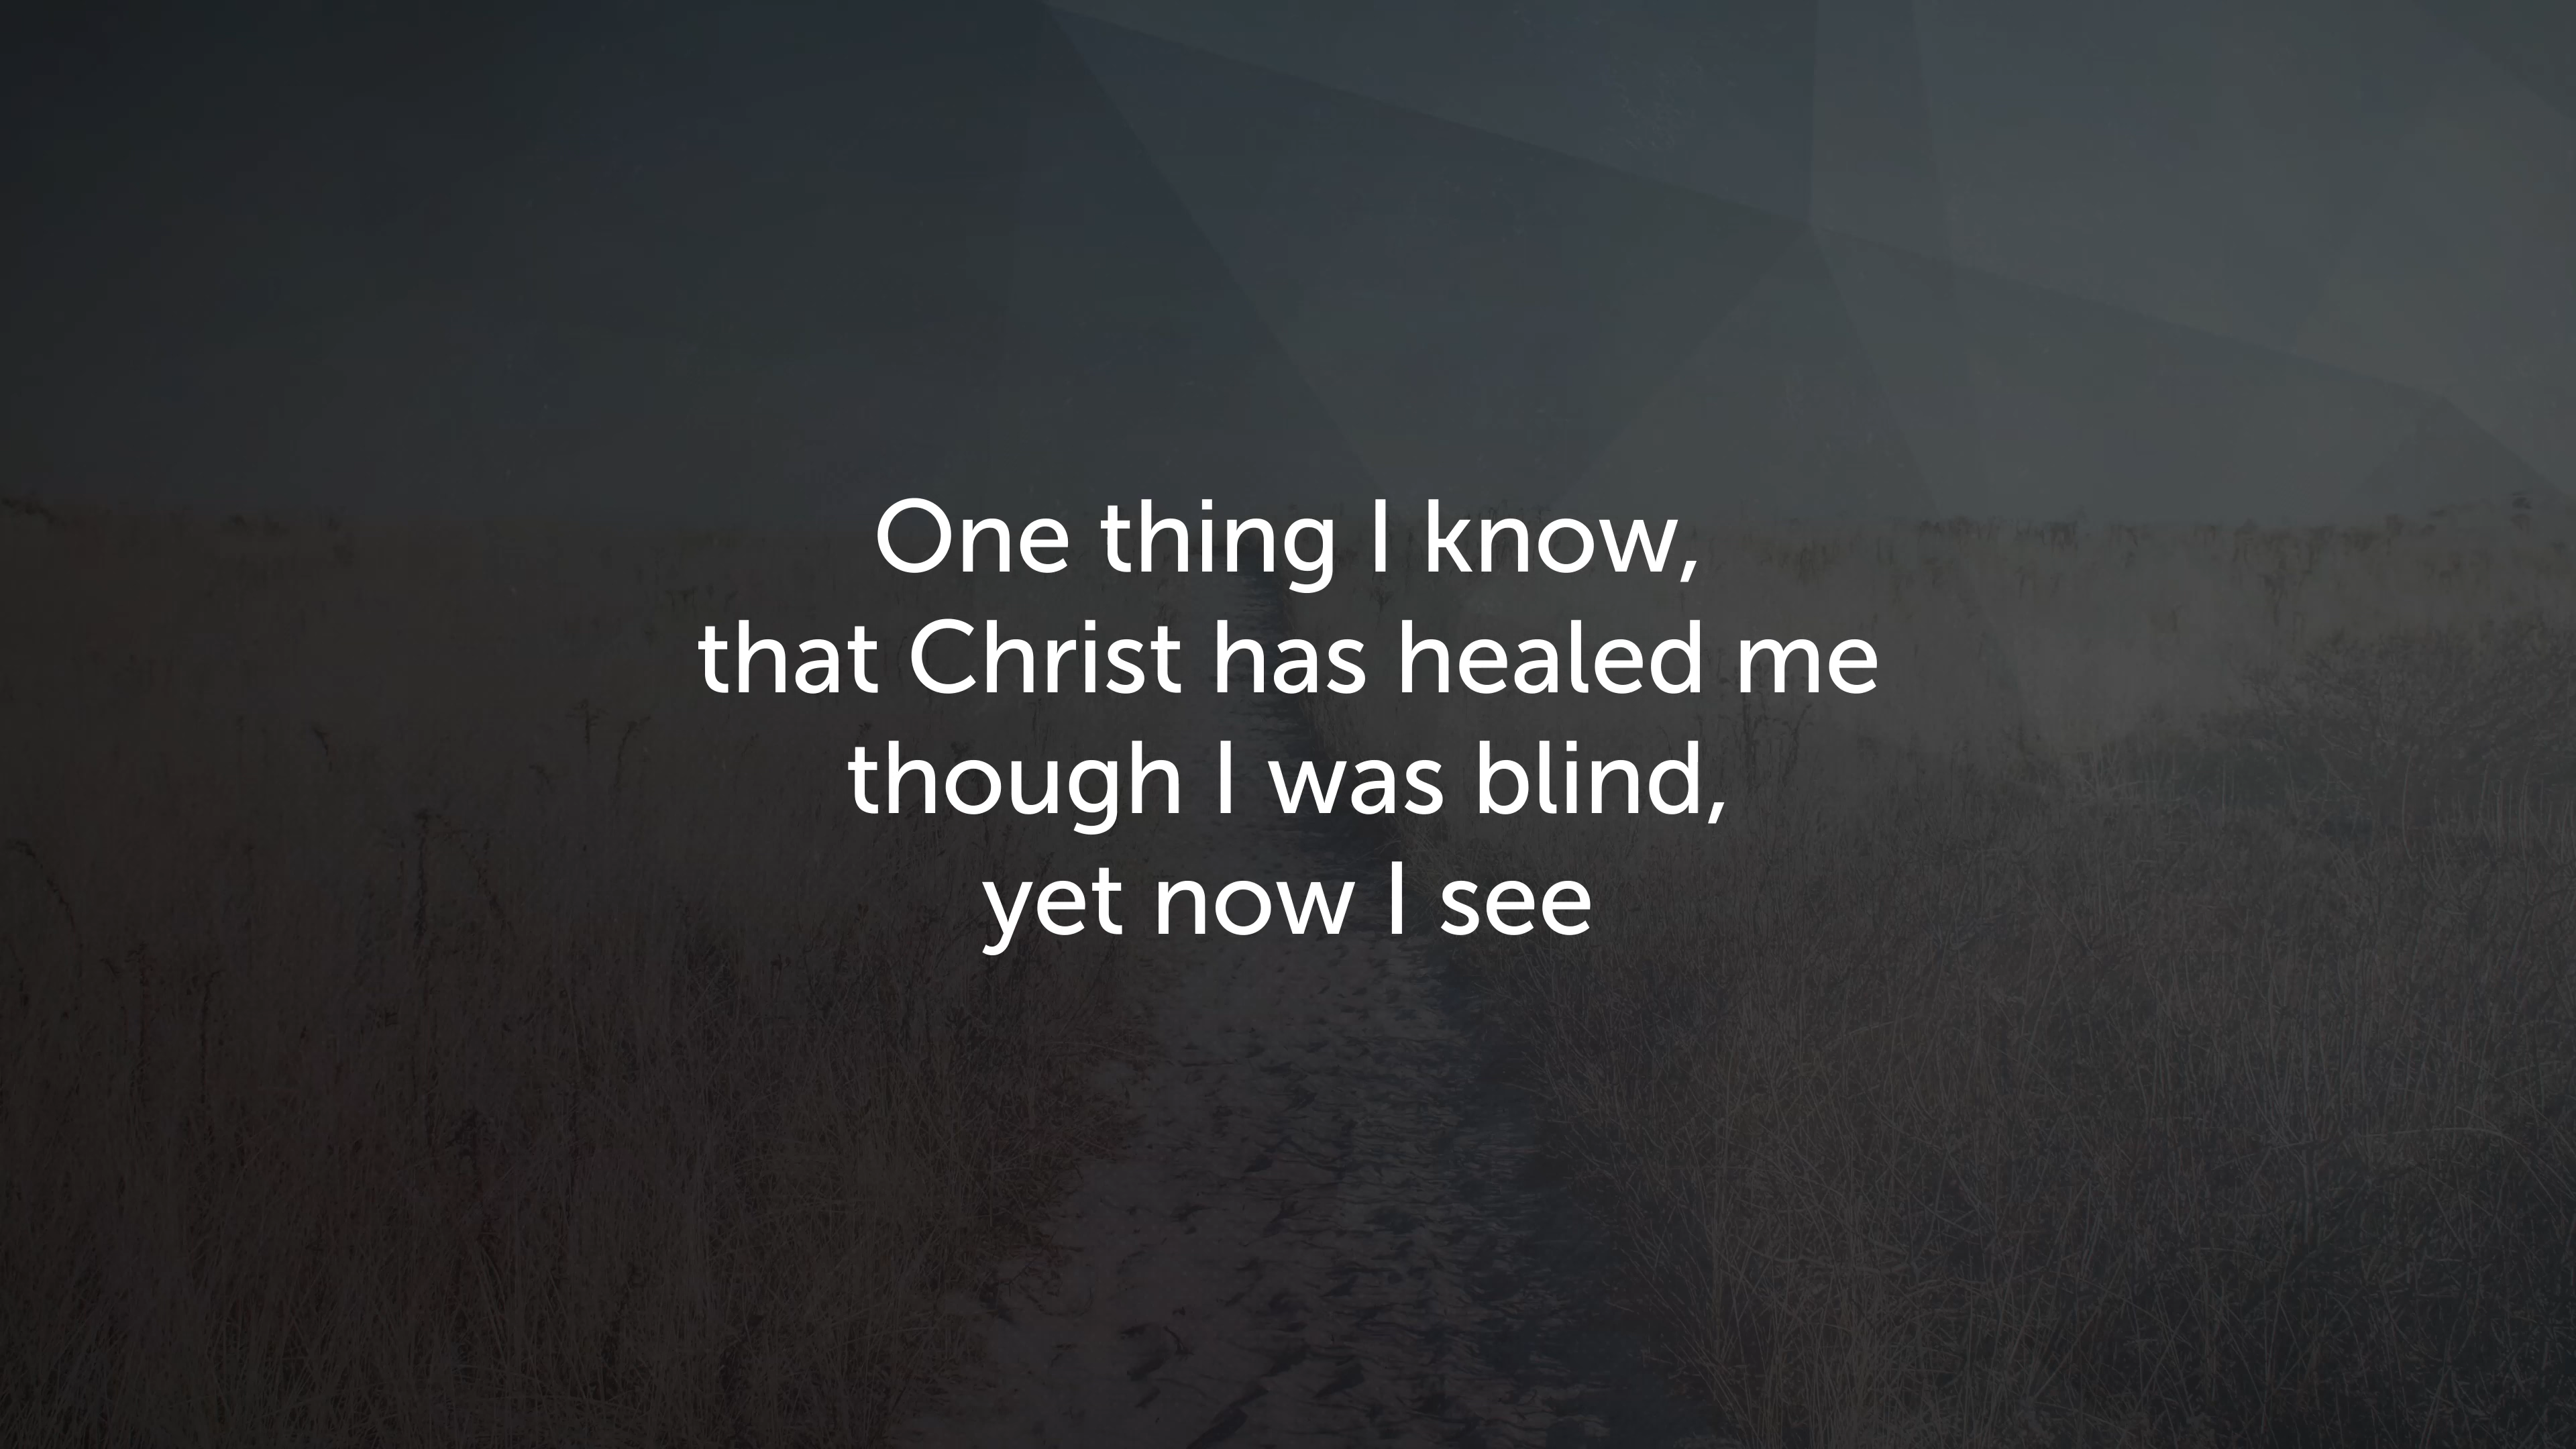 One thing I know,
that Christ has healed me
though I was blind,
yet now I see